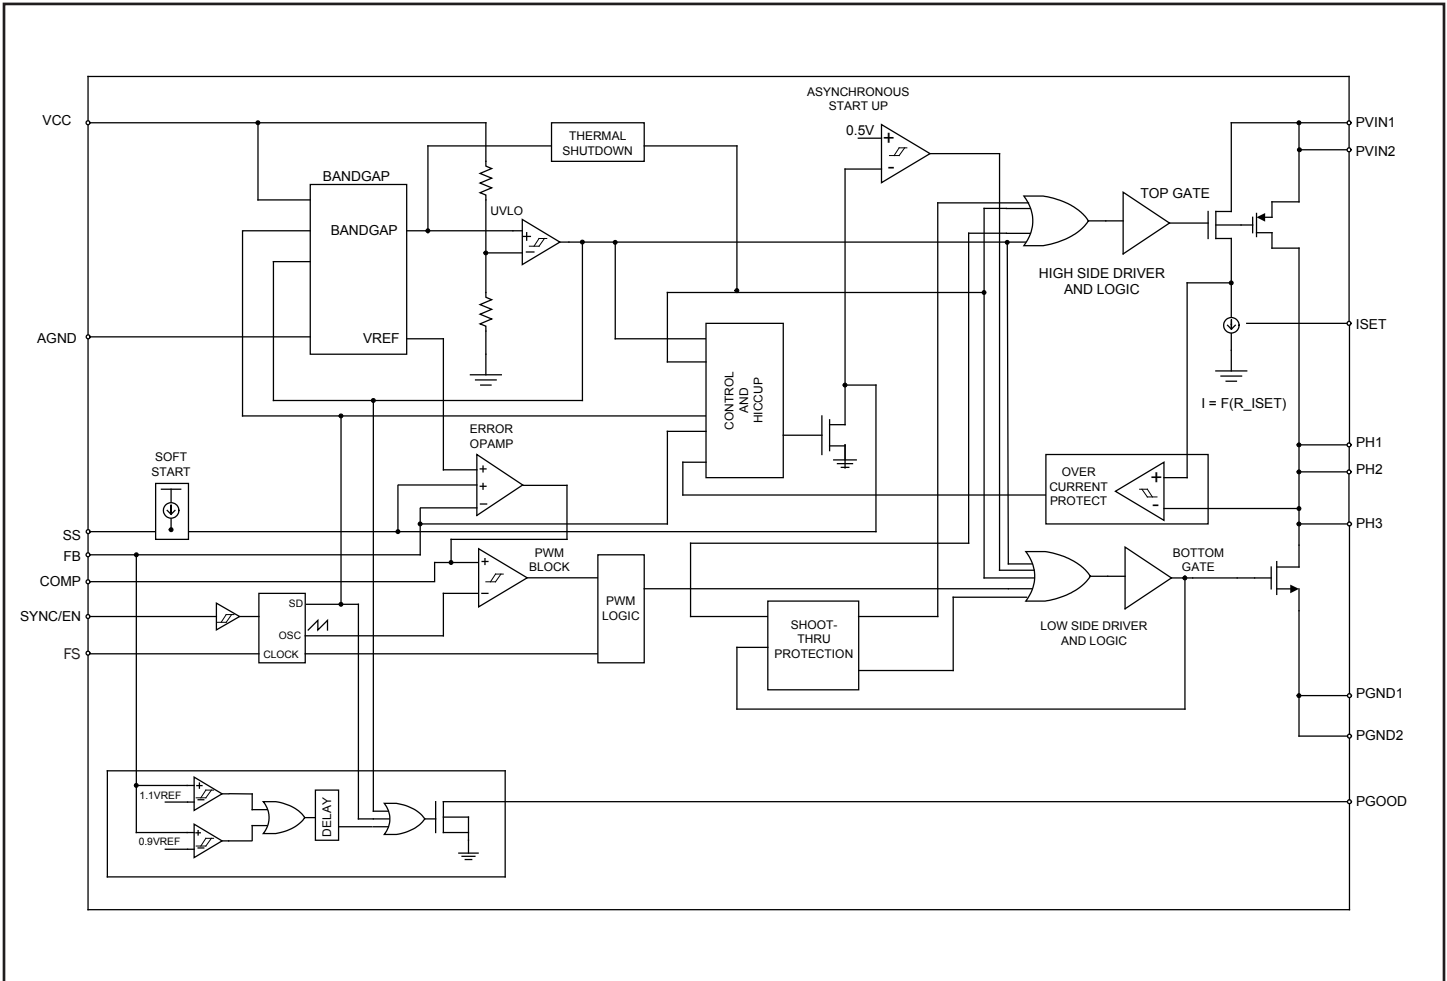 ASYNCHRONOUS
START UP
VCC
0.5V
+
-
THERMAL
SHUTDOWN
PVIN1
PVIN2
BANDGAP
BANDGAP
UVLO
+
−
TOP GATE
HIGH SIDE DRIVER
AND LOGIC
AGND
VREF
ISET
CONTROL
AND
HICCUP
I = F(R_ISET)
ERROR
OPAMP
+
+
−
SOFT
START
OVER
CURRENT
PROTECT
+
-
PH1
PH2
PH3
SS
FB
COMP
SYNC/EN
FS
PWM
BLOCK
+
−
BOTTOM
GATE
SD
OSC
CLOCK
PWM
LOGIC
SHOOT-
THRU
PROTECTION
LOW SIDE DRIVER
AND LOGIC
PGND1
PGND2
+
1.1VREF
+
0.9VREF
DELAY
PGOOD